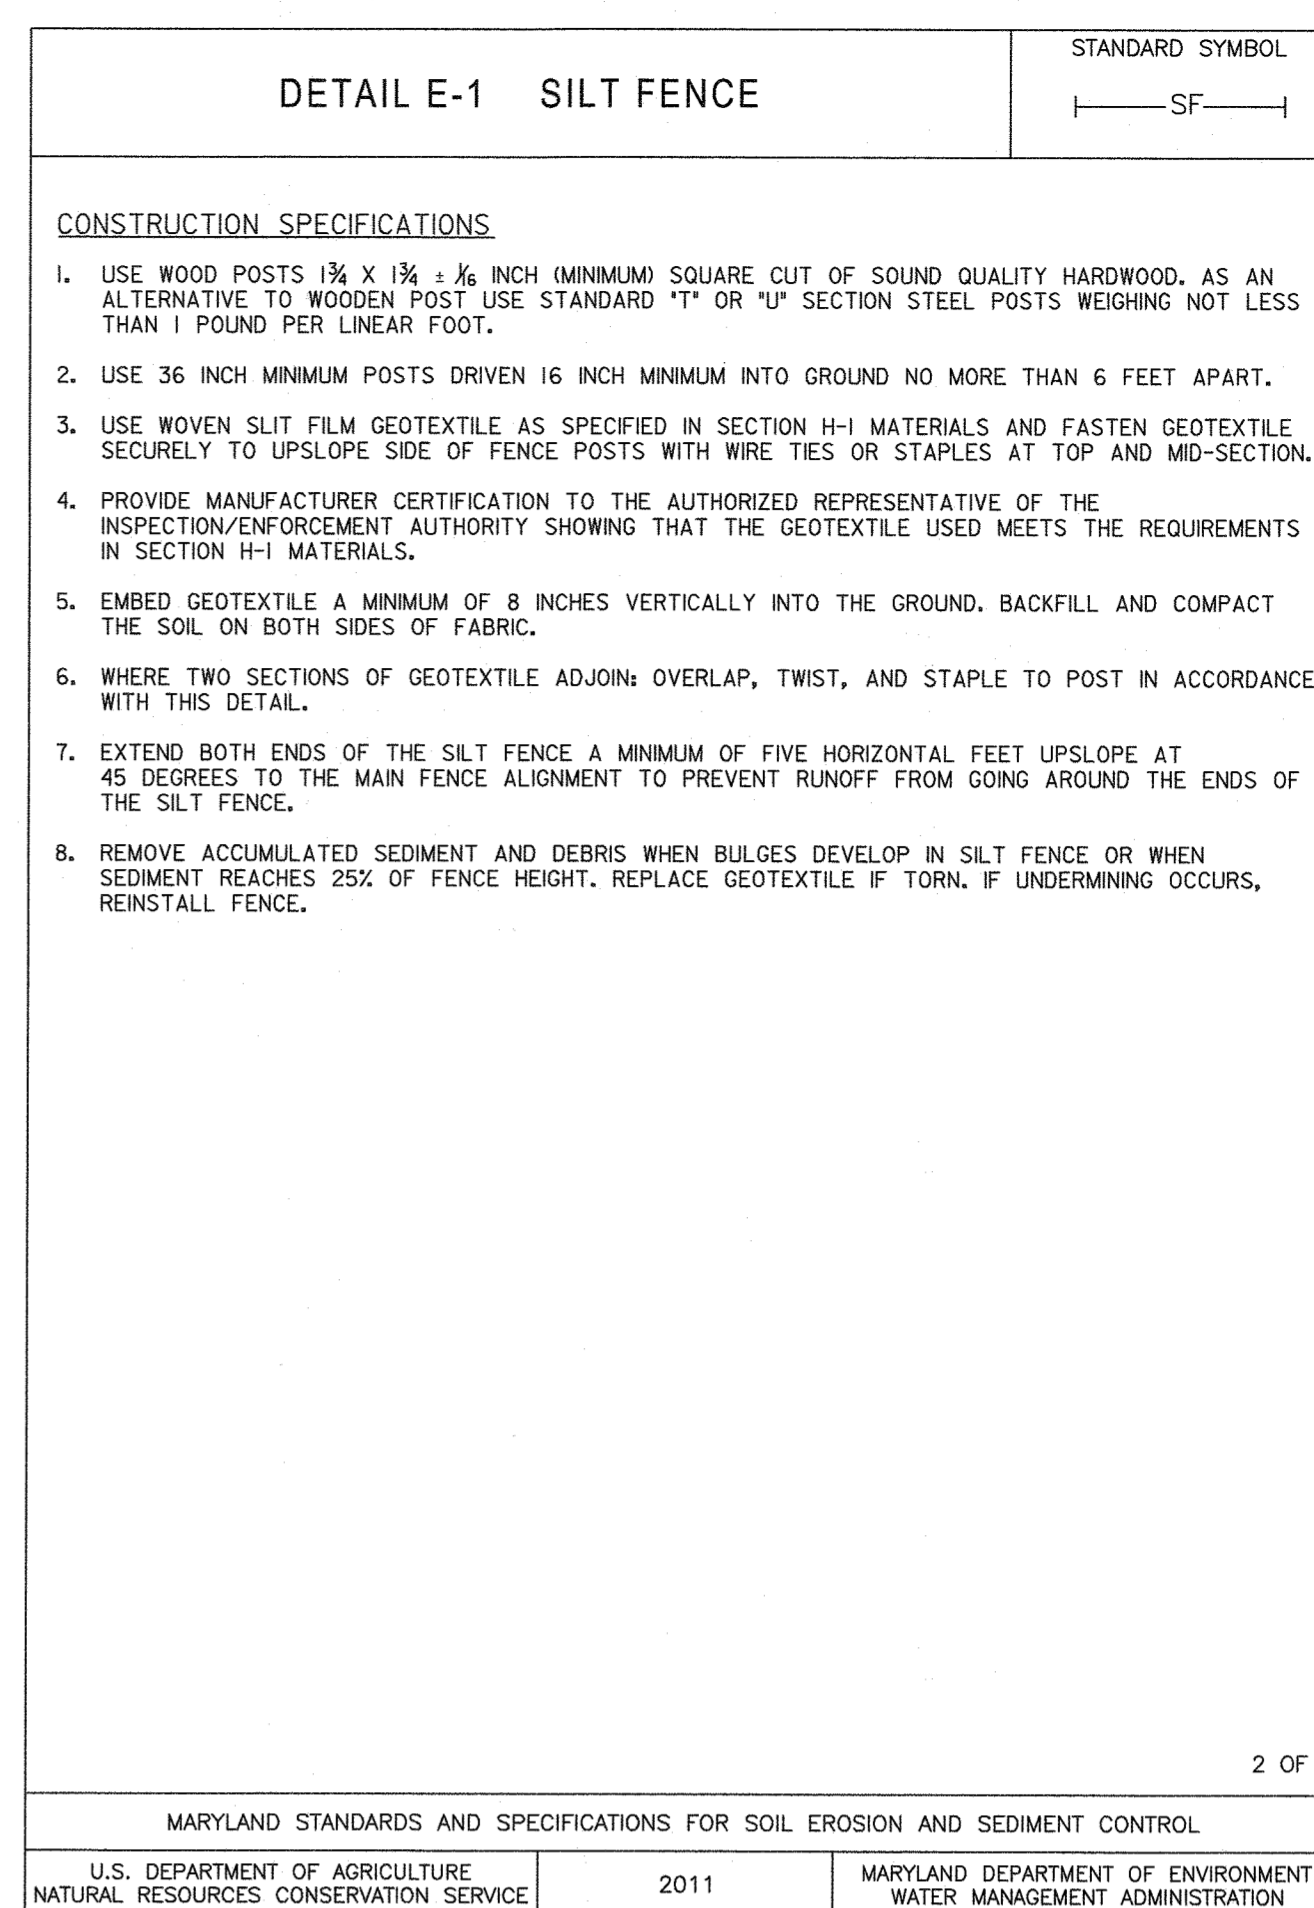 DETAIL E-1 SILT FENCE
STANDARD SYMBOL
SF
CONSTRUCTION SPECIFICATIONS
1. USE WOOD POSTS 1¾ X 1¾ ± 1/16 INCH (MINIMUM) SQUARE CUT OF SOUND QUALITY HARDWOOD. AS AN
ALTERNATIVE TO WOODEN POST USE STANDARD "T" OR "U" SECTION STEEL POSTS WEIGHING NOT LESS
THAN 1 POUND PER LINEAR FOOT.
2. USE 36 INCH MINIMUM POSTS DRIVEN 16 INCH MINIMUM INTO GROUND NO MORE THAN 6 FEET APART.
3. USE WOVEN SLIT FILM GEOTEXTILE AS SPECIFIED IN SECTION H-1 MATERIALS AND FASTEN GEOTEXTILE
SECURELY TO UPSLOPE SIDE OF FENCE POSTS WITH WIRE TIES OR STAPLES AT TOP AND MID-SECTION.
4. PROVIDE MANUFACTURER CERTIFICATION TO THE AUTHORIZED REPRESENTATIVE OF THE
INSPECTION/ENFORCEMENT AUTHORITY SHOWING THAT THE GEOTEXTILE USED MEETS THE REQUIREMENTS
IN SECTION H-1 MATERIALS.
5. EMBED GEOTEXTILE A MINIMUM OF 8 INCHES VERTICALLY INTO THE GROUND. BACKFILL AND COMPACT
THE SOIL ON BOTH SIDES OF FABRIC.
6. WHERE TWO SECTIONS OF GEOTEXTILE ADJOIN: OVERLAP, TWIST, AND STAPLE TO POST IN ACCORDANCE
WITH THIS DETAIL.
7. EXTEND BOTH ENDS OF THE SILT FENCE A MINIMUM OF FIVE HORIZONTAL FEET UPSLOPE AT
45 DEGREES TO THE MAIN FENCE ALIGNMENT TO PREVENT RUNOFF FROM GOING AROUND THE ENDS OF
THE SILT FENCE.
8. REMOVE ACCUMULATED SEDIMENT AND DEBRIS WHEN BULGES DEVELOP IN SILT FENCE OR WHEN
SEDIMENT REACHES 25% OF FENCE HEIGHT. REPLACE GEOTEXTILE IF TORN. IF UNDERMINING OCCURS,
REINSTALL FENCE.
2 OF
MARYLAND STANDARDS AND SPECIFICATIONS FOR SOIL EROSION AND SEDIMENT CONTROL
U.S. DEPARTMENT OF AGRICULTURE
NATURAL RESOURCES CONSERVATION SERVICE
2011
MARYLAND DEPARTMENT OF ENVIRONMENT
WATER MANAGEMENT ADMINISTRATION